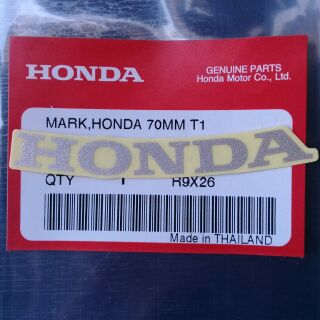 HONDA
GENUINE PARTS
Honda Motor Co., Ltd.
MARK,HONDA 70MM T1
HONDA
QTY 1 R9X26
Made in THAILAND